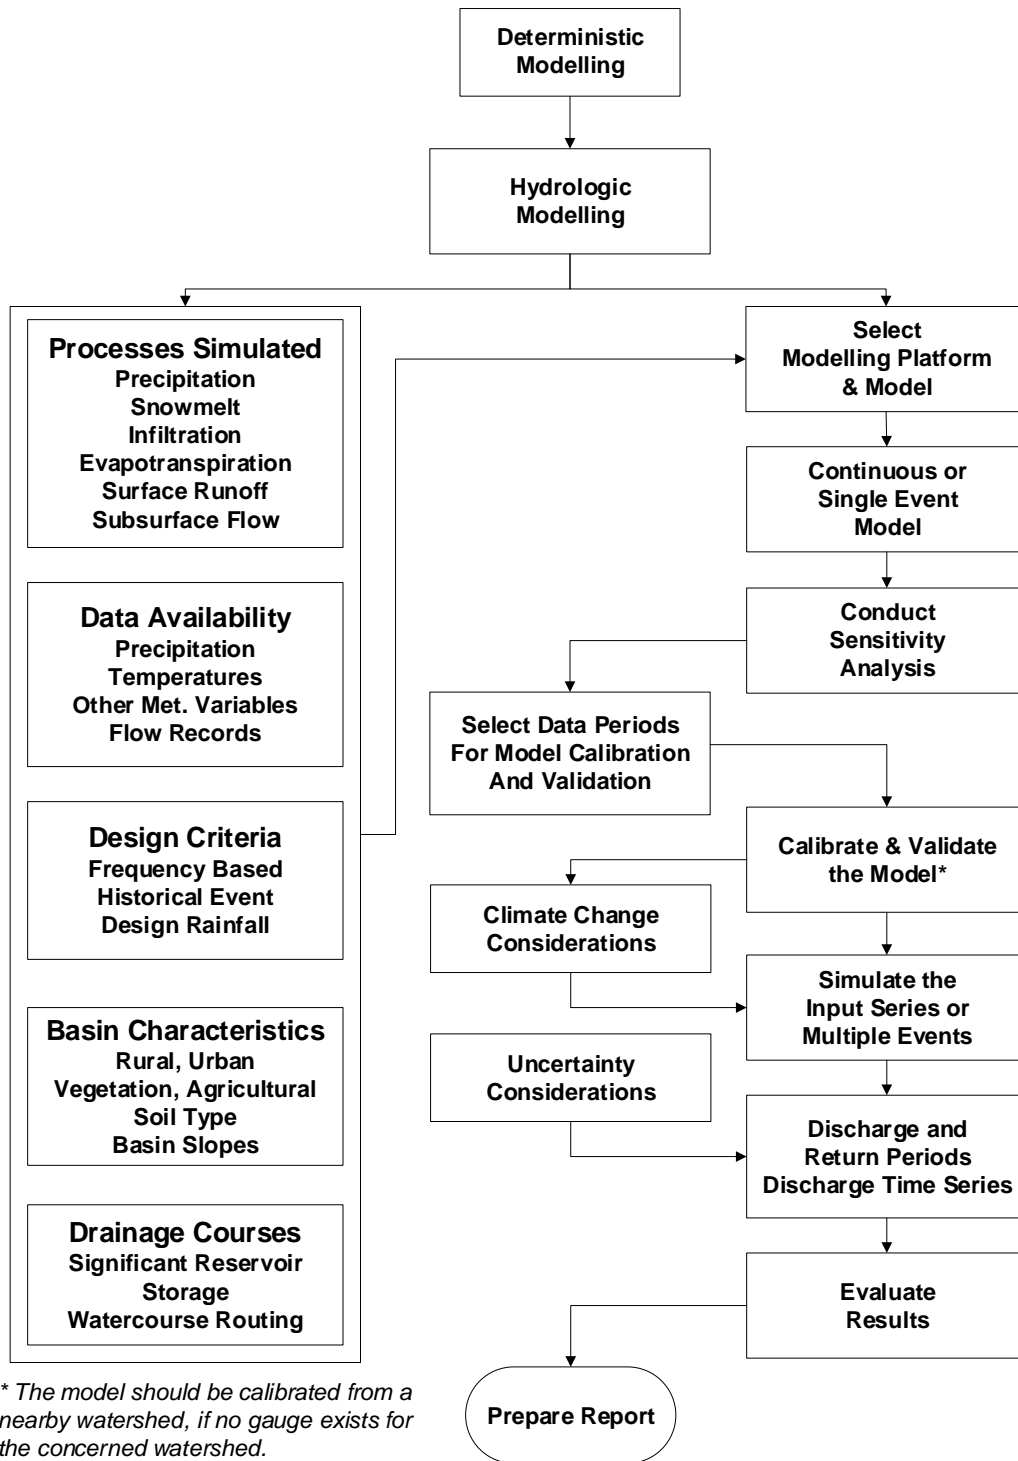 Deterministic
Modelling
Hydrologic
Modelling
Processes Simulated
Precipitation
Snowmelt
Infiltration
Evapotranspiration
Surface Runoff
Subsurface Flow
Data Availability
Precipitation
Temperatures
Other Met. Variables
Flow Records
Design Criteria
Frequency Based
Historical Event
Design Rainfall
Basin Characteristics
Rural, Urban
Vegetation, Agricultural
Soil Type
Basin Slopes
Drainage Courses
Significant Reservoir
Storage
Watercourse Routing
Select
Modelling Platform
& Model
Continuous or
Single Event
Model
Conduct
Sensitivity
Analysis
Select Data Periods
For Model Calibration
And Validation
Calibrate & Validate
the Model*
Climate Change
Considerations
Simulate the
Input Series or
Multiple Events
Uncertainty
Considerations
Discharge and
Return Periods
Discharge Time Series
Evaluate
Results
Prepare Report
* The model should be calibrated from a
nearby watershed, if no gauge exists for
the concerned watershed.